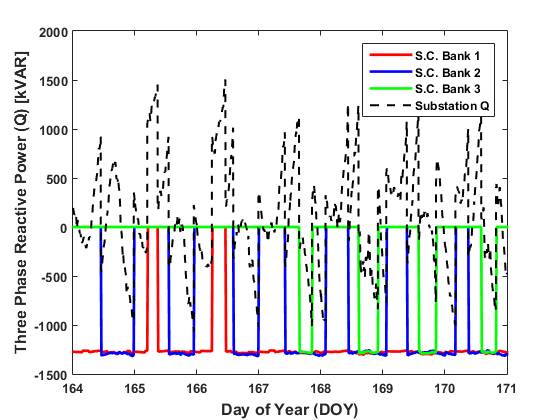 2000
1500
1000
500
0
-500
-1000
-1500
Three Phase Reactive Power (Q) [kVAR]
S.C. Bank 1
S.C. Bank 2
S.C. Bank 3
Substation Q
164 165 166 167 168 169 170 171
Day of Year (DOY)